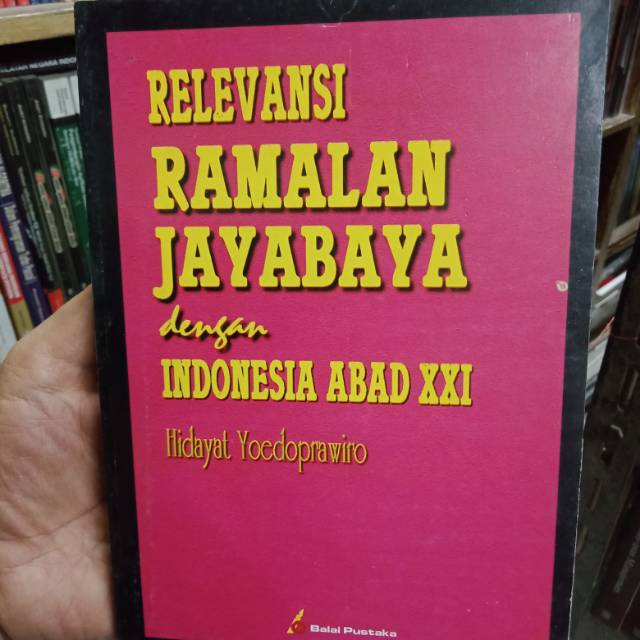 RELEVANSI
RAMALAN
JAYABAYA
dengan
INDONESIA ABAD XXI
Hidayat Yoedoprawiro
Balai Pustaka